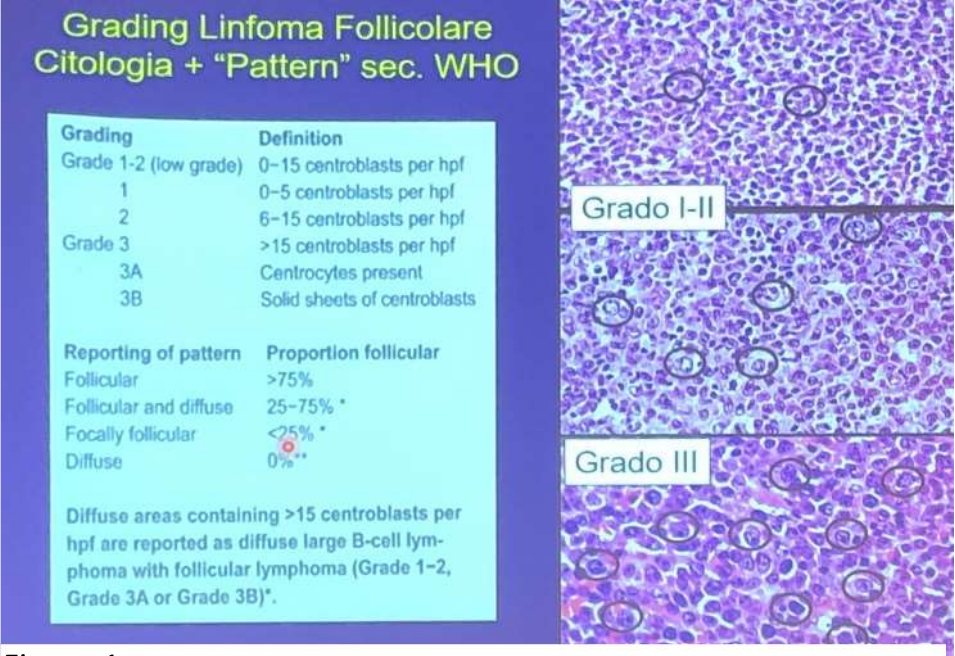 Grading Linfoma Follicolare
Citologia + “Pattern” sec. WHO
Grading Definition
Grade 1-2 (low grade) 0–15 centroblasts per hpf
1 0–5 centroblasts per hpf
2 6–15 centroblasts per hpf
Grade 3 >15 centroblasts per hpf
3A Centrocytes present
3B Solid sheets of centroblasts
Reporting of pattern Proportion follicular
Follicular >75%
Follicular and diffuse 25–75% *
Focally follicular <25% *
Diffuse 0%**
Diffuse areas containing >15 centroblasts per
hpf are reported as diffuse large B-cell lym-
phoma with follicular lymphoma (Grade 1–2,
Grade 3A or Grade 3B)*.
Grado I-II
Grado III